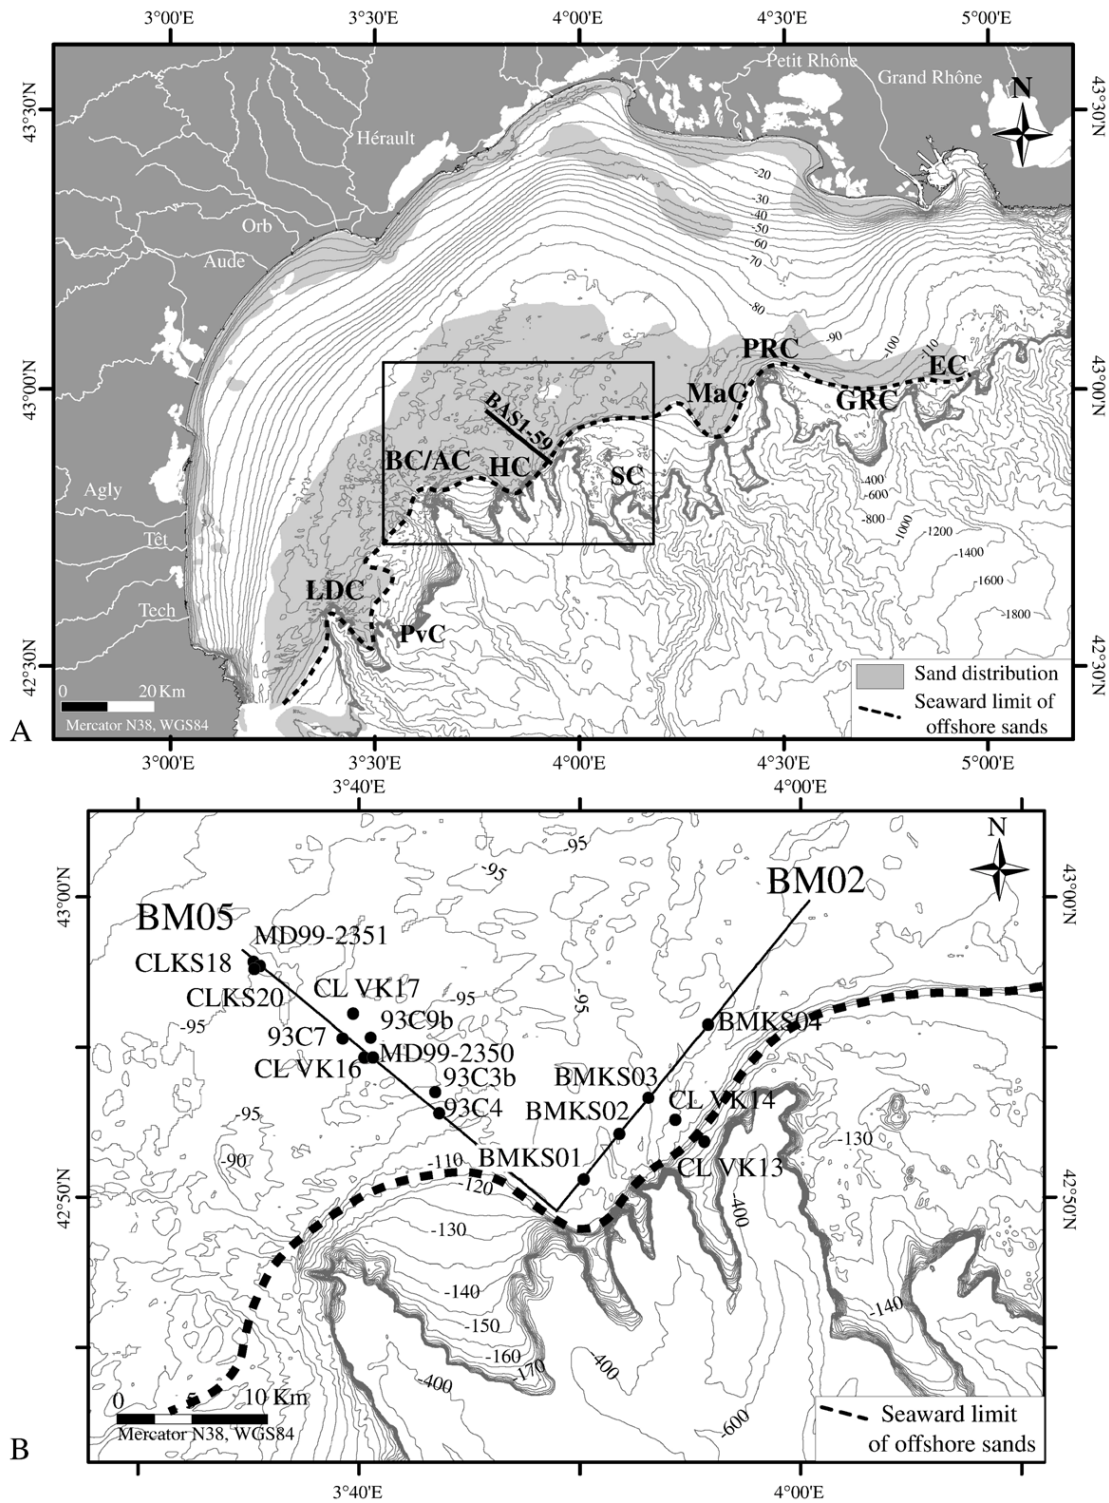 3°00'E 3°30'E 4°00'E 4°30'E 5°00'E
Petit Rhône
Grand Rhône
43°30'N
43°30'N
N
Hérault
-20
-30
-40
-50
-60
-70
Orb
Aude
-80
-90
-100
-110
PRC
EC
43°00'N
43°00'N
MaC
GRC
BAS1-59
BC/AC
HC
SC
-400
-600
-800
-1000
-1200
-1400
-1600
-1800
Agly
Têt
Tech
LDC
PvC
42°30'N
42°30'N
0 20 Km
Mercator N38, WGS84
Sand distribution
Seaward limit of
offshore sands
A
3°00'E 3°30'E 4°00'E 4°30'E 5°00'E
3°40'E 4°00'E
N
-95
-95
43°00'N
43°00'N
BM02
BM05
MD99-2351
CLKS18
CLKS20
CL VK17
-95
-95
-95
93C9b
93C7
BMKS04
MD99-2350
CL VK16
93C3b
BMKS03
93C4
CL VK14
BMKS02
-95
-90
-130
BMKS01
-110
CL VK13
-120
42°50'N
42°50'N
-400
-130
-140
-140
-150
-160
170
-400
-400
-600
0 10 Km
Mercator N38, WGS84
Seaward limit
of offshore sands
B
3°40'E 4°00'E